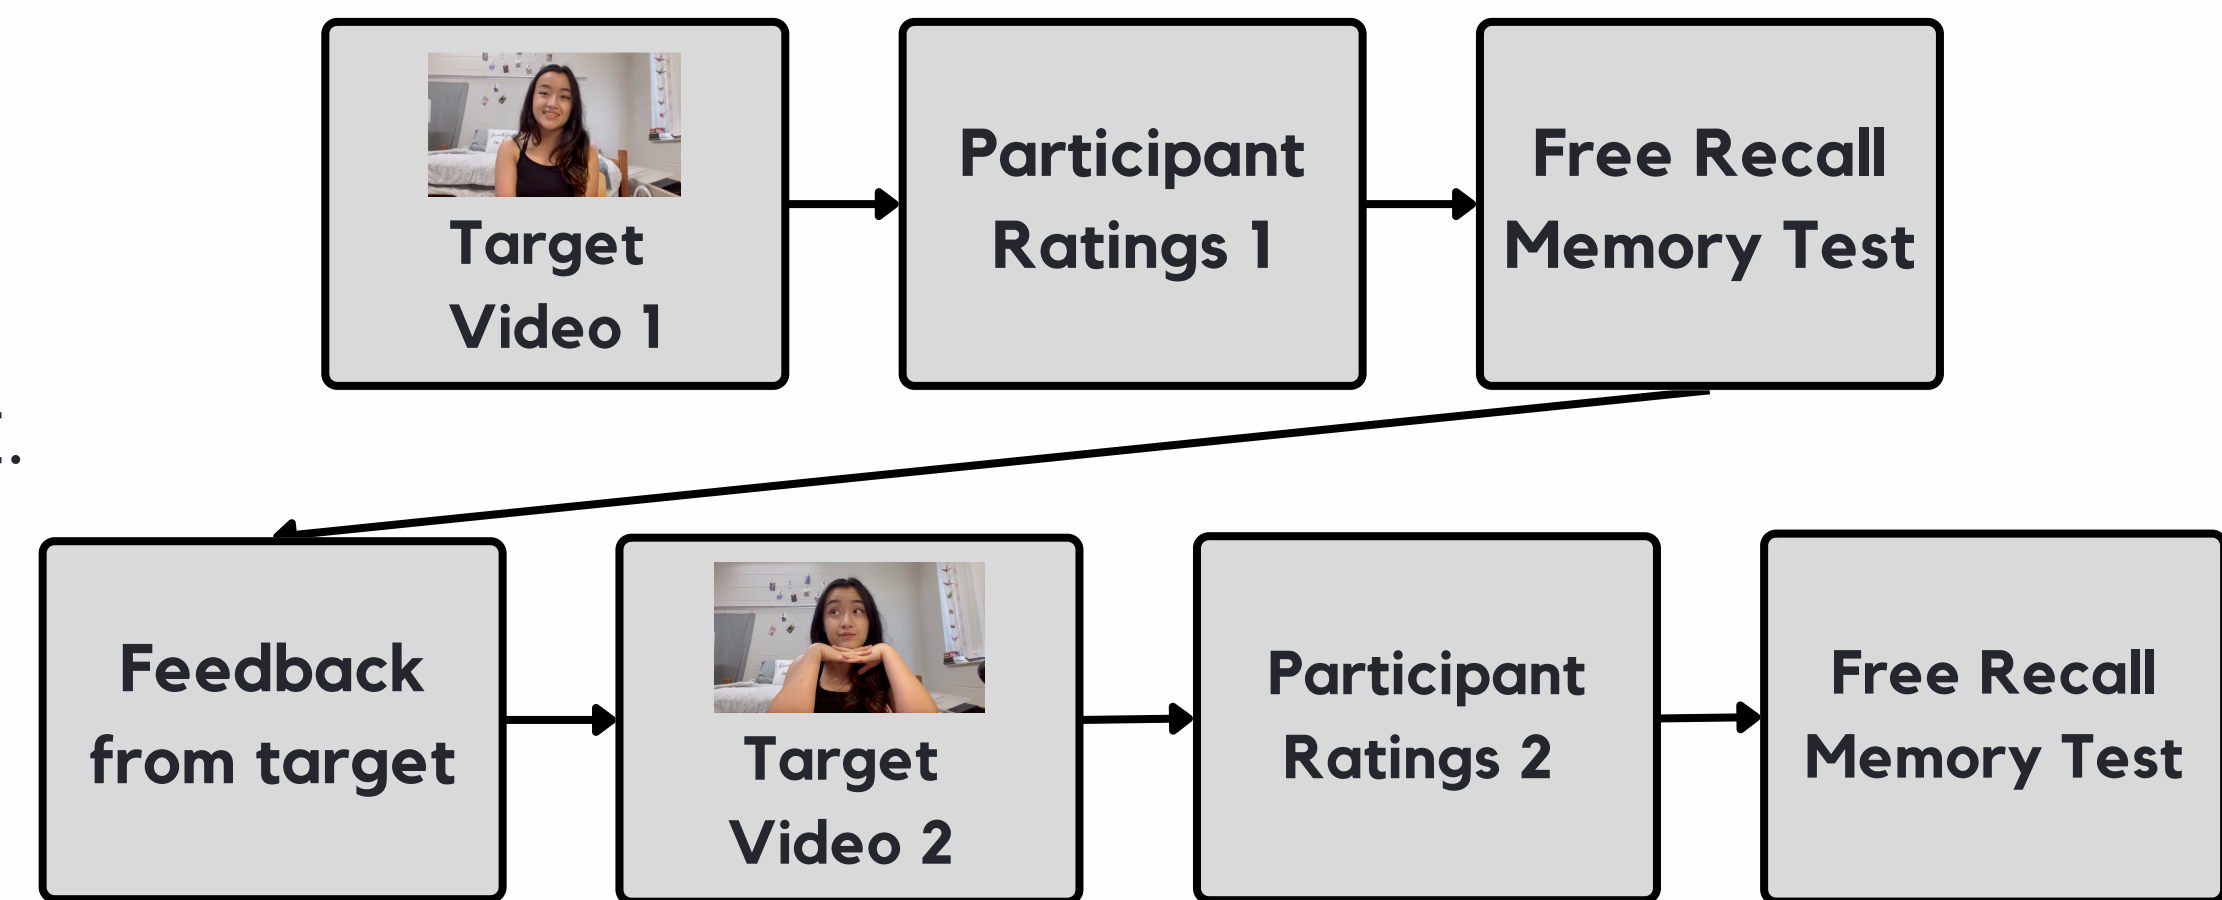 Target
Video 1
Participant
Ratings 1
Free Recall
Memory Test
Feedback
from target
Target
Video 2
Participant
Ratings 2
Free Recall
Memory Test